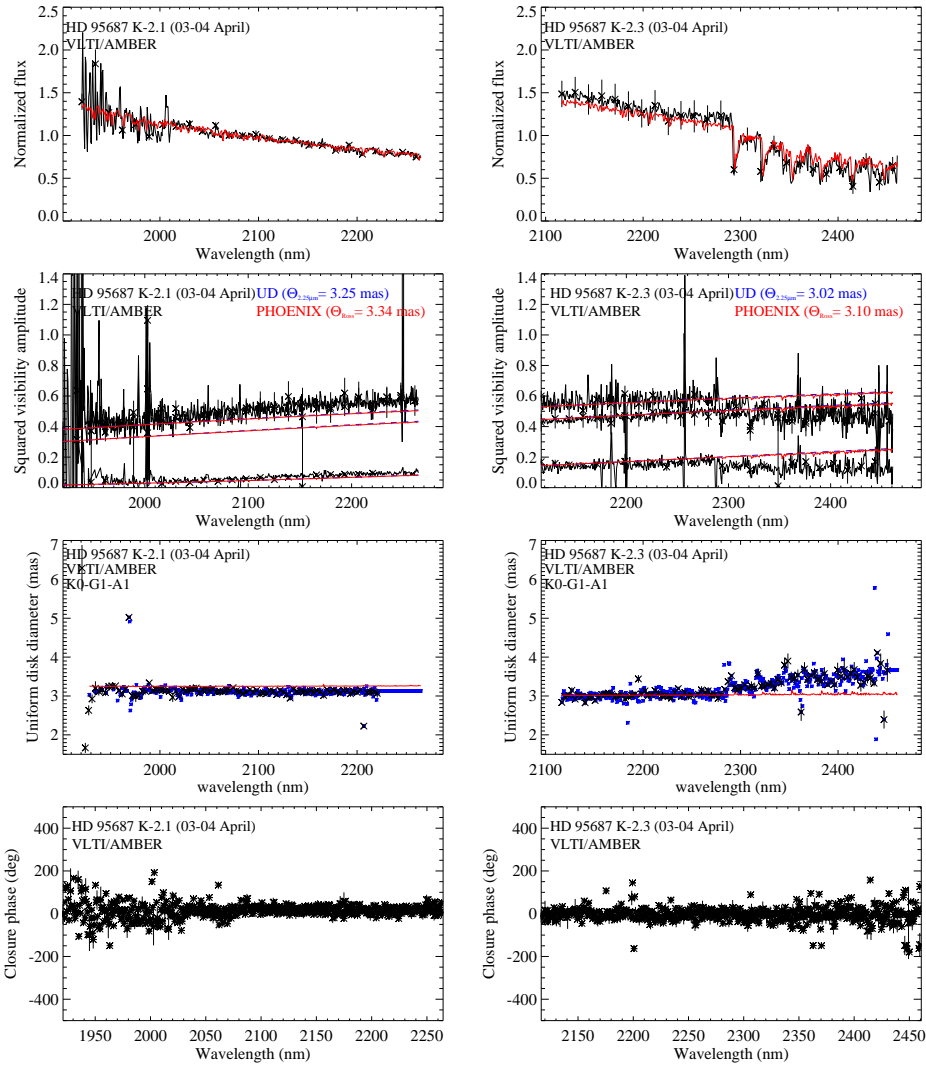 HD 95687 K-2.1 (03-04 April)
VLTI/AMBER
Normalized flux
2.5
2.0
1.5
1.0
0.5
0.0
2000 2100 2200
Wavelength (nm)
HD 95687 K-2.3 (03-04 April)
VLTI/AMBER
Normalized flux
2.5
2.0
1.5
1.0
0.5
0.0
2100 2200 2300 2400
Wavelength (nm)
HD 95687 K-2.1 (03-04 April) UD (Θ2.25μm= 3.25 mas)
VLTI/AMBER PHOENIX (ΘRoss= 3.34 mas)
Squared visibility amplitude
1.4
1.2
1.0
0.8
0.6
0.4
0.2
0.0
2000 2100 2200
Wavelength (nm)
HD 95687 K-2.3 (03-04 April) UD (Θ2.25μm= 3.02 mas)
VLTI/AMBER PHOENIX (ΘRoss= 3.10 mas)
Squared visibility amplitude
1.4
1.2
1.0
0.8
0.6
0.4
0.2
0.0
2200 2300 2400
Wavelength (nm)
HD 95687 K-2.1 (03-04 April)
VLTI/AMBER
K0-G1-A1
Uniform disk diameter (mas)
7
6
5
4
3
2
2000 2100 2200
wavelength (nm)
HD 95687 K-2.3 (03-04 April)
VLTI/AMBER
K0-G1-A1
Uniform disk diameter (mas)
7
6
5
4
3
2
2100 2200 2300 2400
wavelength (nm)
HD 95687 K-2.1 (03-04 April)
VLTI/AMBER
Closure phase (deg)
400
200
0
-200
-400
1950 2000 2050 2100 2150 2200 2250
Wavelength (nm)
HD 95687 K-2.3 (03-04 April)
VLTI/AMBER
Closure phase (deg)
400
200
0
-200
-400
2150 2200 2250 2300 2350 2400 2450
Wavelength (nm)